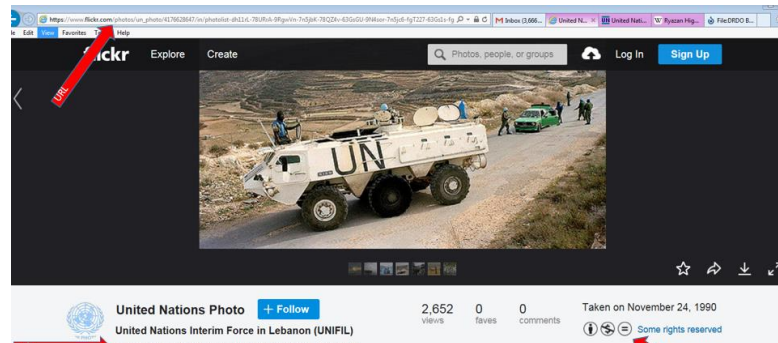 https://www.flickr.com/photos/un_photo/4176628647/in/photolist-
Inbox (3,666...
United N...
United Nati...
Ryazan Hig...
File:DRDO B...
Edit View Favorites Help
URL
flickr Explore Create Photos, people, or groups Log In Sign Up
UN
United Nations Photo + Follow 2,652 0 0 Taken on November 24, 1990
views faves comments
United Nations Interim Force in Lebanon (UNIFIL) Some rights reserved